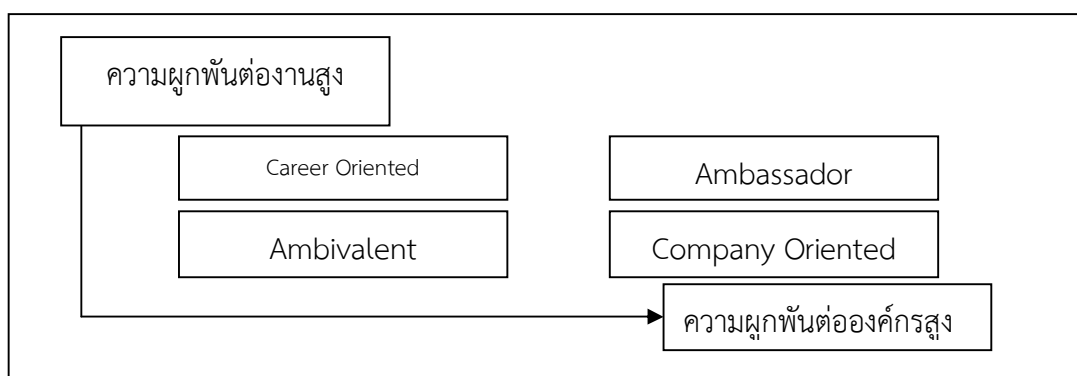 ความผูกพันต่องานสูง
Career Oriented
Ambassador
Ambivalent
Company Oriented
ความผูกพันต่อองค์กรสูง